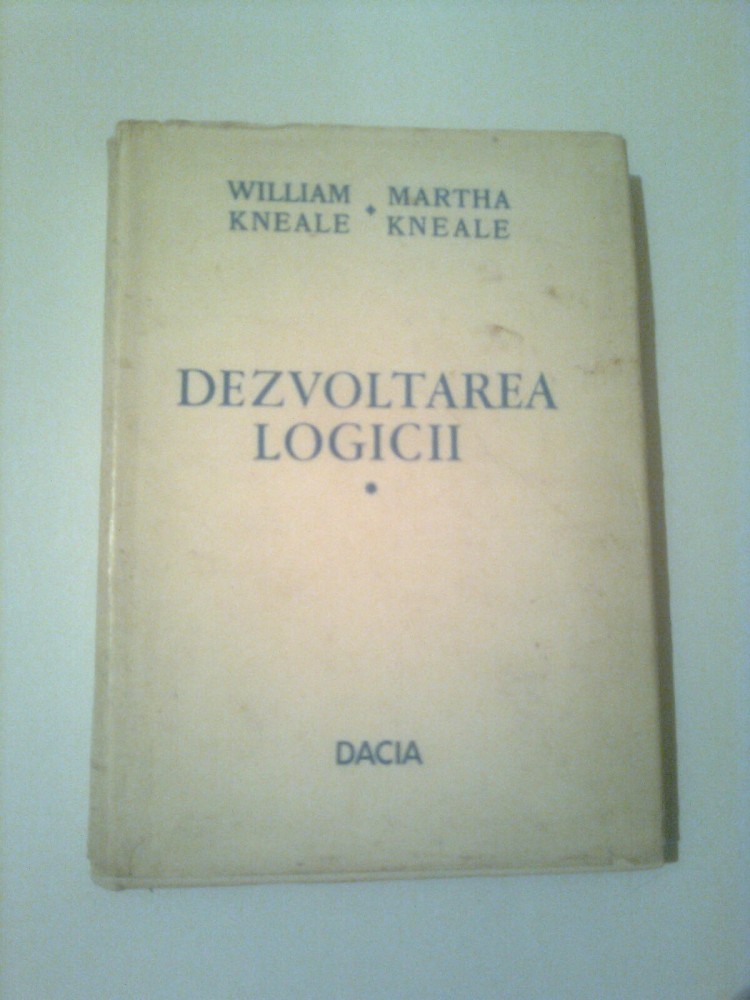 WILLIAM ✦ MARTHA
KNEALE KNEALE
DEZVOLTAREA
LOGICII
•
DACIA